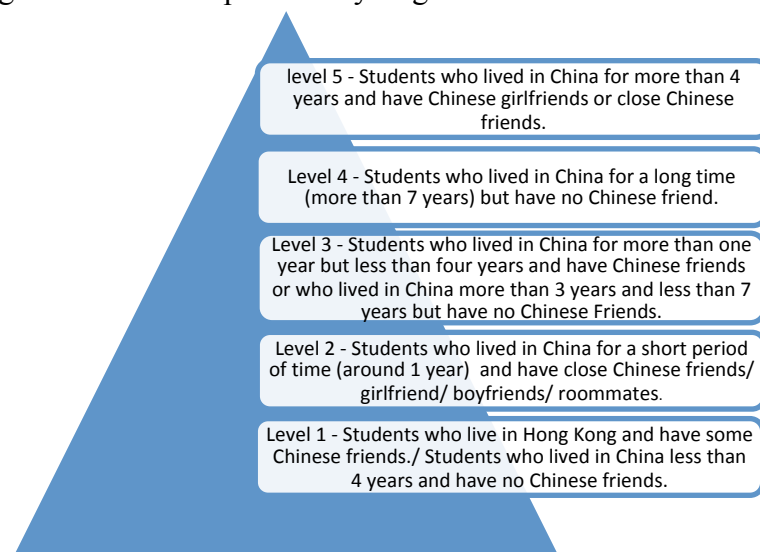 level 5 - Students who lived in China for more than 4
years and have Chinese girlfriends or close Chinese
friends.
Level 4 - Students who lived in China for a long time
(more than 7 years) but have no Chinese friend.
Level 3 - Students who lived in China for more than one
year but less than four years and have Chinese friends
or who lived in China more than 3 years and less than 7
years but have no Chinese Friends.
Level 2 - Students who lived in China for a short period
of time (around 1 year)  and have close Chinese friends/
girlfriend/ boyfriends/ roommates.
Level 1 - Students who live in Hong Kong and have some
Chinese friends./ Students who lived in China less than
4 years and have no Chinese friends.